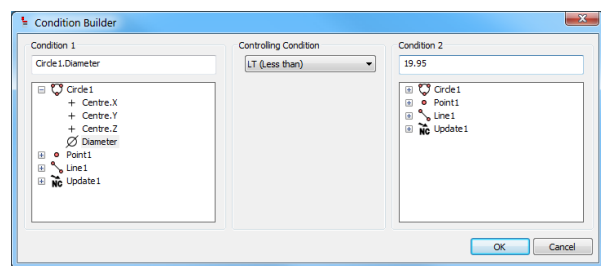 Condition Builder
Condition 1
Controlling Condition
Condition 2
Circle1.Diameter
LT (Less than)
19.95
Circle1
Centre.X
Centre.Y
Centre.Z
Diameter
Point1
Line1
NC Update1
Circle1
Point1
Line1
NC Update1
OK
Cancel